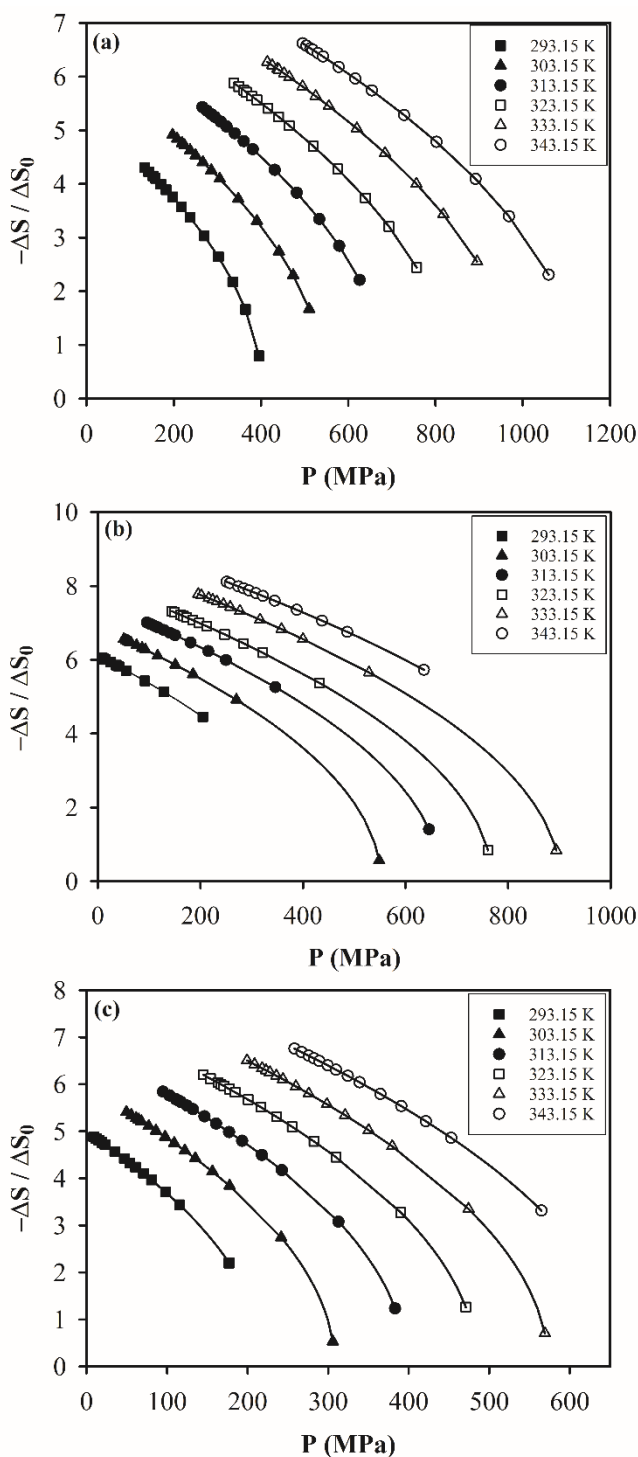 (a)
7
6
5
4
3
2
1
0
−ΔS / ΔS₀
293.15 K
303.15 K
313.15 K
323.15 K
333.15 K
343.15 K
0 200 400 600 800 1000 1200
P (MPa)
(b)
10
8
6
4
2
0
−ΔS / ΔS₀
293.15 K
303.15 K
313.15 K
323.15 K
333.15 K
343.15 K
0 200 400 600 800 1000
P (MPa)
(c)
8
7
6
5
4
3
2
1
0
−ΔS / ΔS₀
293.15 K
303.15 K
313.15 K
323.15 K
333.15 K
343.15 K
0 100 200 300 400 500 600
P (MPa)